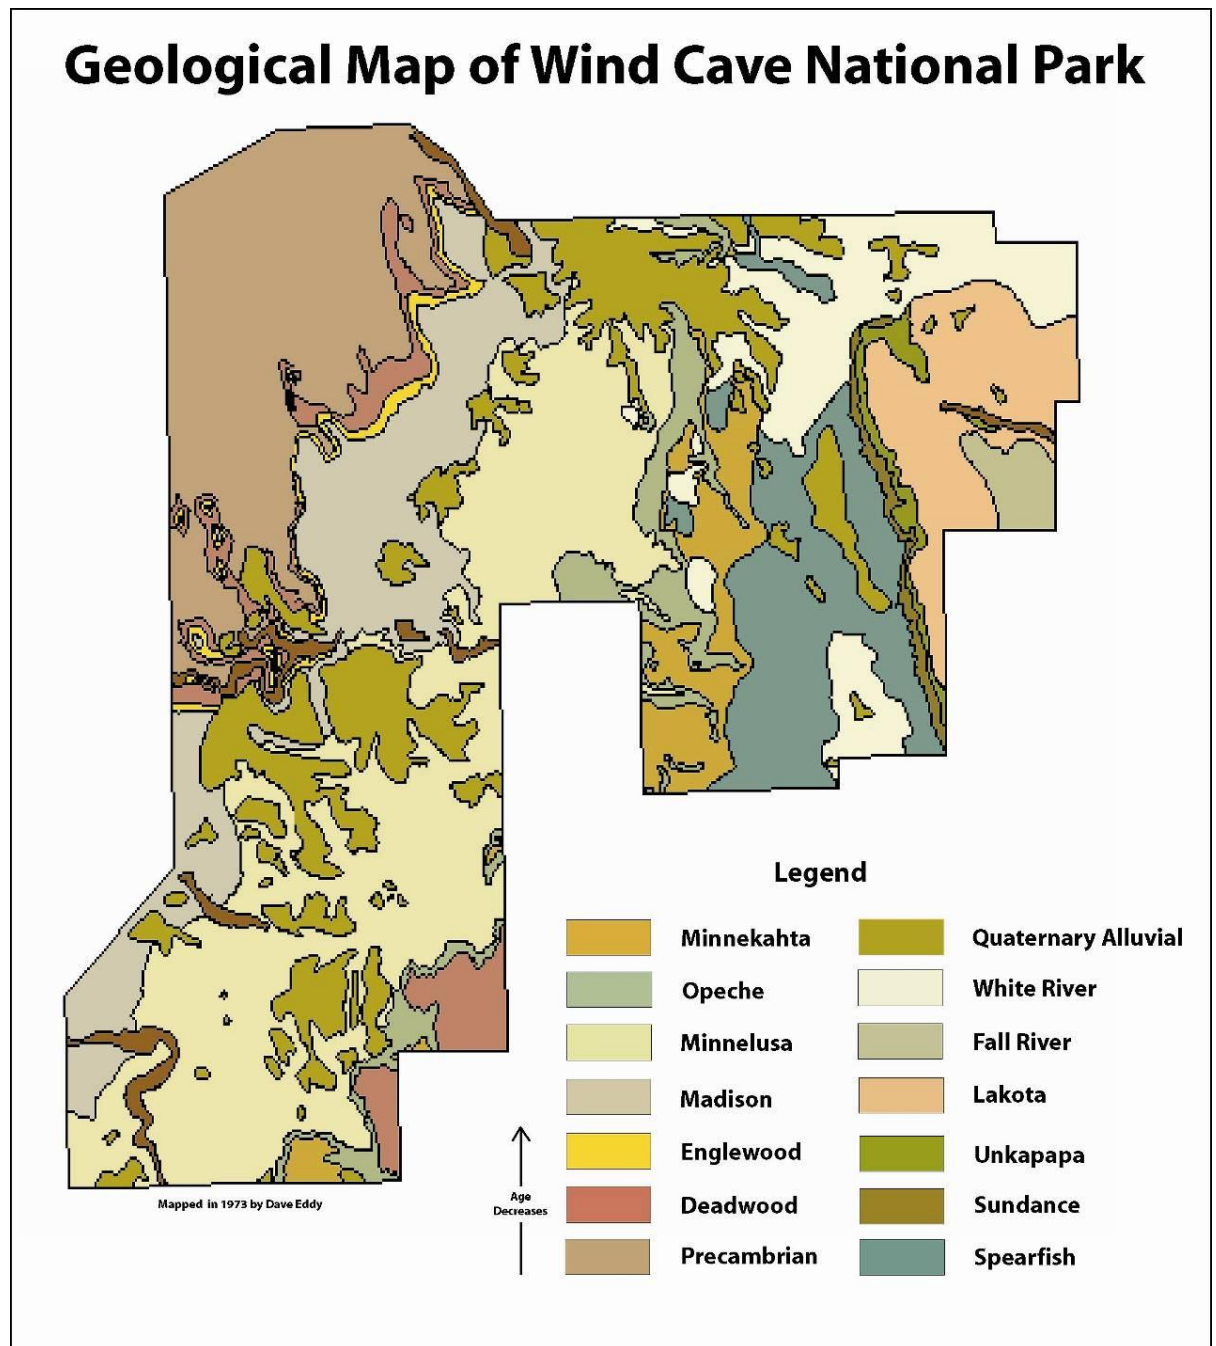 Geological Map of Wind Cave National Park
Legend
Minnekahta
Opeche
Minnelusa
Madison
Englewood
Deadwood
Precambrian
Quaternary Alluvial
White River
Fall River
Lakota
Unkapapa
Sundance
Spearfish
Age
Decreases
Mapped in 1973 by Dave Eddy